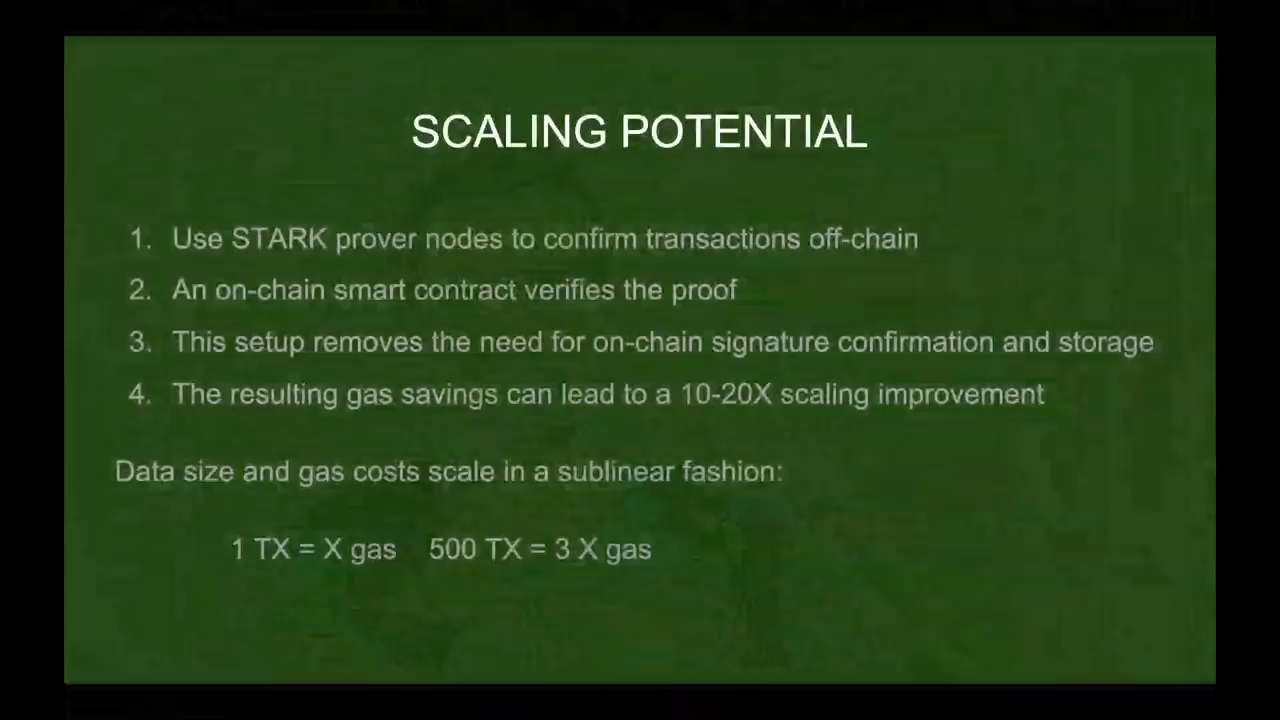 SCALING POTENTIAL
1. Use STARK prover nodes to confirm transactions off-chain
2. An on-chain smart contract verifies the proof
3. This setup removes the need for on-chain signature confirmation and storage
4. The resulting gas savings can lead to a 10-20X scaling improvement
Data size and gas costs scale in a sublinear fashion:
1 TX = X gas 500 TX = 3 X gas